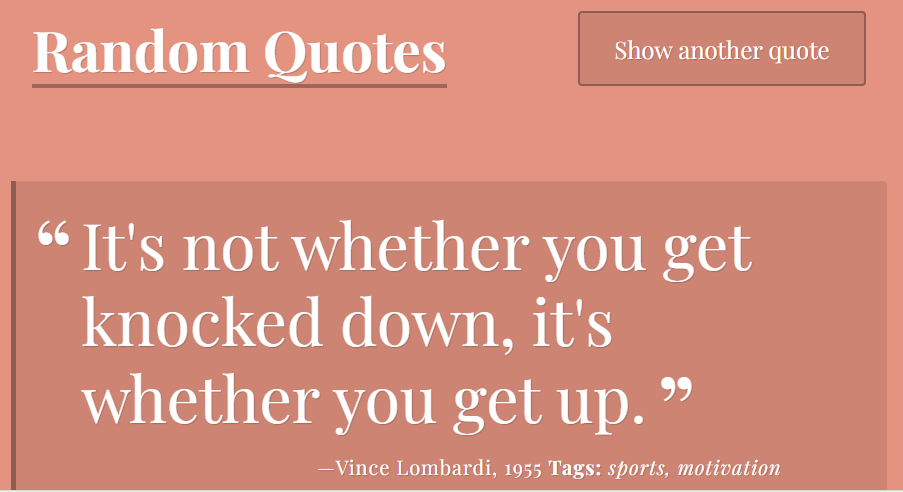 Random Quotes
Show another quote
“ It's not whether you get
knocked down, it's
whether you get up. ”
—Vince Lombardi, 1955 Tags: sports, motivation